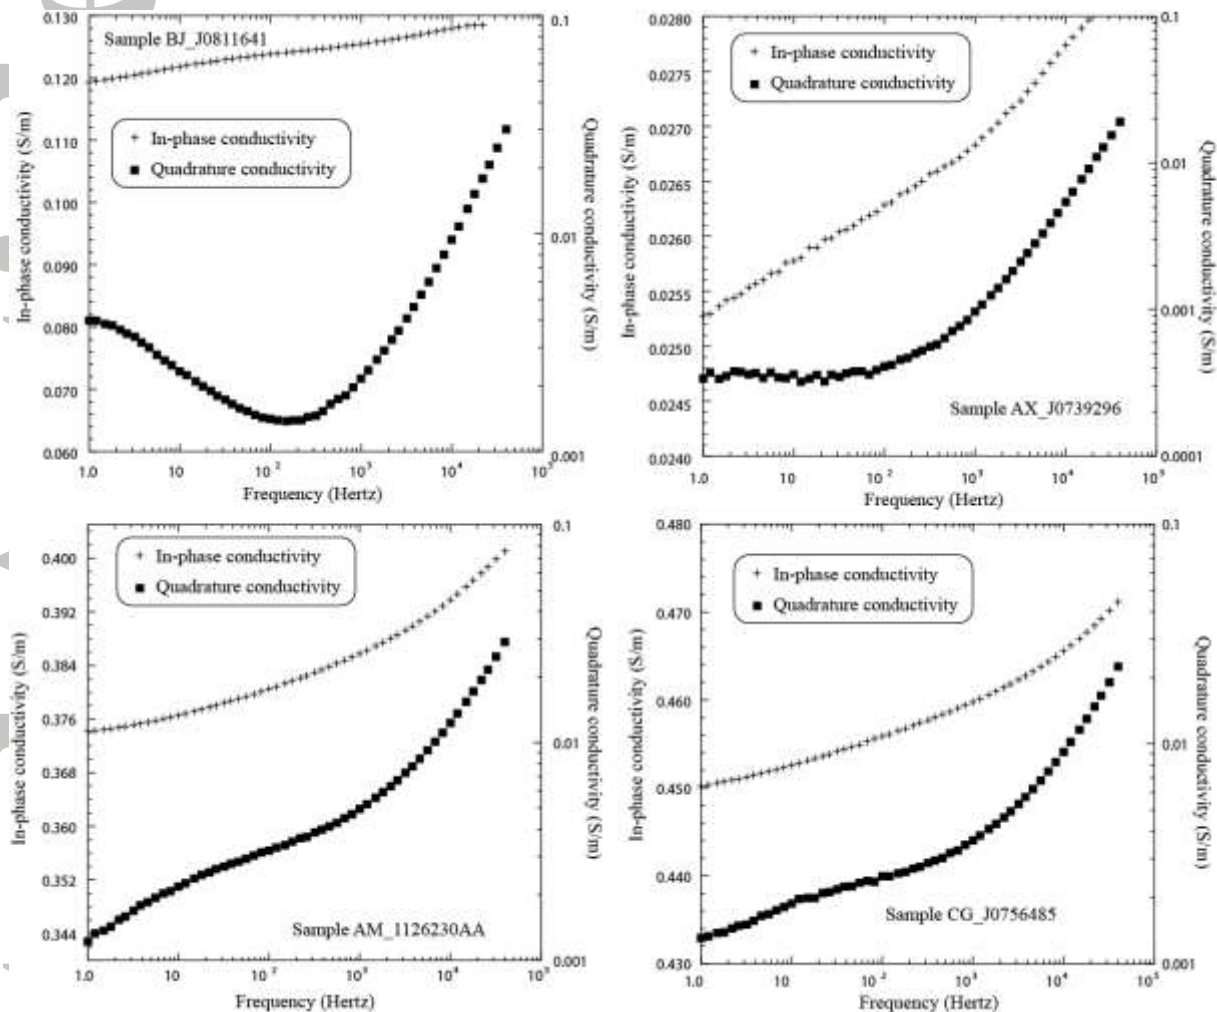 Sample BJ_J0811641
In-phase conductivity
Quadrature conductivity
0.130
0.120
0.110
0.100
0.090
0.080
0.070
0.060
In-phase conductivity (S/m)
0.1
0.01
0.001
Quadrature conductivity (S/m)
1.0 10 10² 10³ 10⁴ 10⁵
Frequency (Hertz)
In-phase conductivity
Quadrature conductivity
0.0280
0.0275
0.0270
0.0265
0.0260
0.0255
0.0250
0.0245
0.0240
In-phase conductivity (S/m)
0.1
0.01
0.001
0.0001
Quadrature conductivity (S/m)
Sample AX_J0739296
1.0 10 10² 10³ 10⁴ 10⁵
Frequency (Hertz)
In-phase conductivity
Quadrature conductivity
0.400
0.392
0.384
0.376
0.368
0.360
0.352
0.344
In-phase conductivity (S/m)
0.1
0.01
0.001
Quadrature conductivity (S/m)
Sample AM_1126230AA
1.0 10 10² 10³ 10⁴ 10⁵
Frequency (Hertz)
In-phase conductivity
Quadrature conductivity
0.480
0.470
0.460
0.450
0.440
0.430
In-phase conductivity (S/m)
0.1
0.01
0.001
Quadrature conductivity (S/m)
Sample CG_J0756485
1.0 10 10⁻² 10³ 10⁴ 10⁵
Frequency (Hertz)